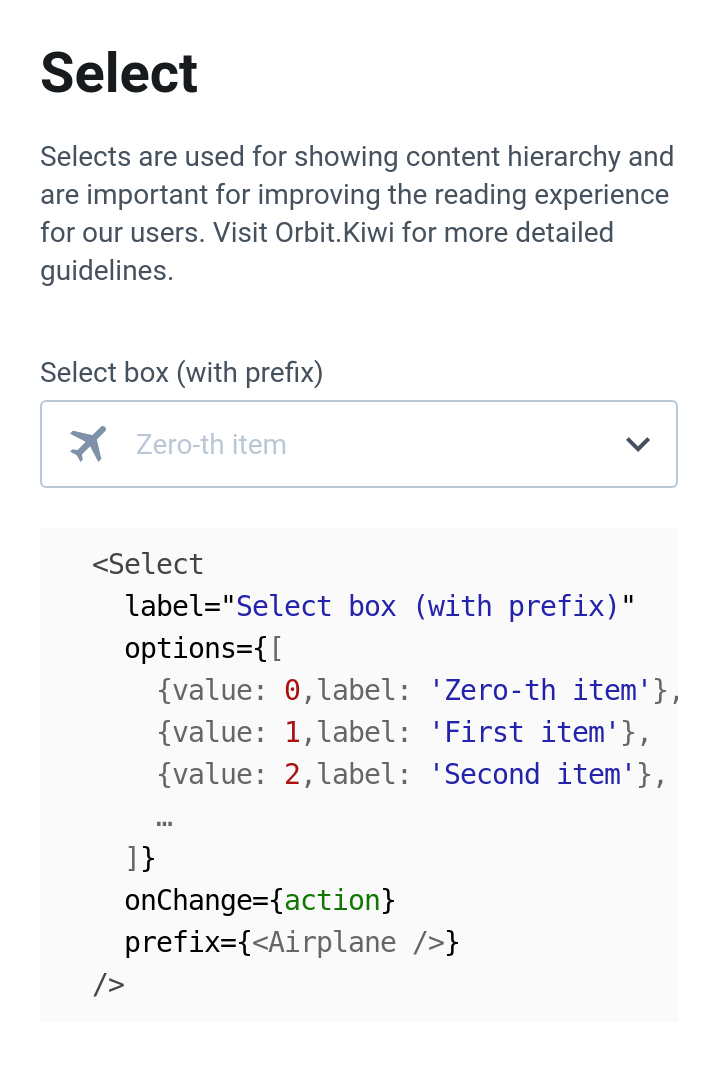 Select
Selects are used for showing content hierarchy and
are important for improving the reading experience
for our users. Visit Orbit.Kiwi for more detailed
guidelines.
Select box (with prefix)
Zero-th item
<Select
  label="Select box (with prefix)"
  options={[
    {value: 0,label: 'Zero-th item'},
    {value: 1,label: 'First item'},
    {value: 2,label: 'Second item'},
    …
  ]}
  onChange={action}
  prefix={<Airplane />}
/>